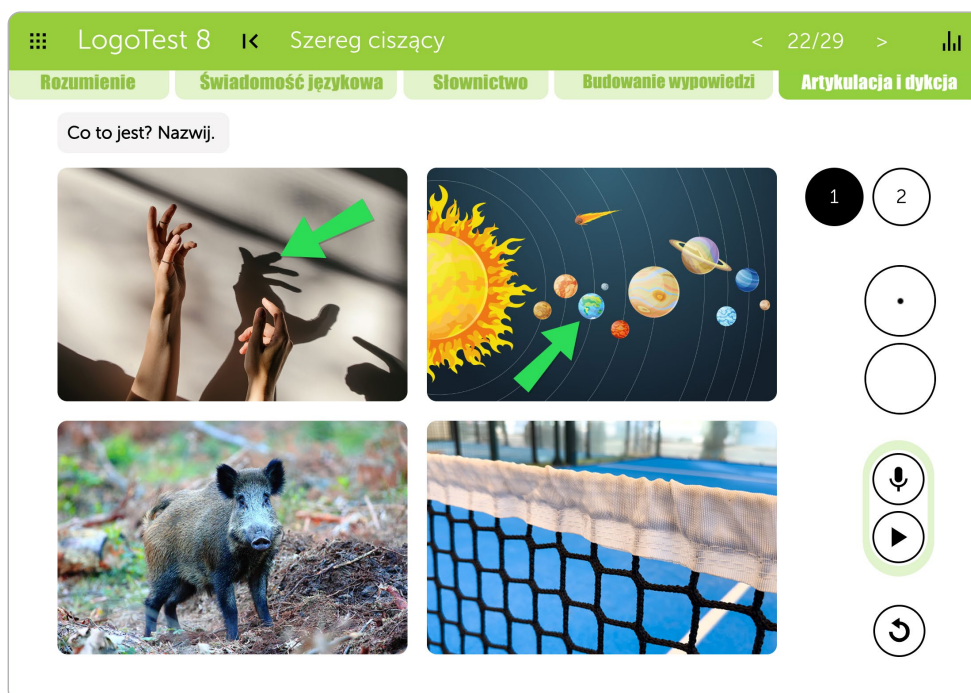 LogoTest 8 Szereg ciszący < 22/29 >
Rozumienie Świadomość językowa Słownictwo Budowanie wypowiedzi Artykulacja i dykcja
Co to jest? Nazwij.
1 2